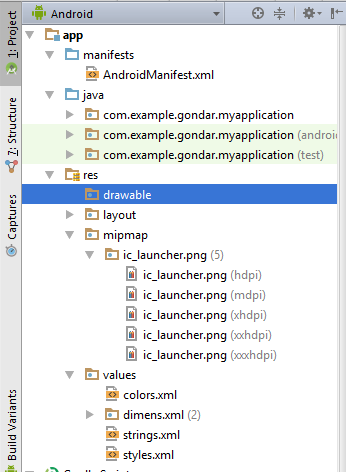 Android
app
manifests
AndroidManifest.xml
java
com.example.gondar.myapplication
com.example.gondar.myapplication (androi
com.example.gondar.myapplication (test)
res
drawable
layout
mipmap
ic_launcher.png (5)
ic_launcher.png (hdpi)
ic_launcher.png (mdpi)
ic_launcher.png (xhdpi)
ic_launcher.png (xxhdpi)
ic_launcher.png (xxxhdpi)
values
colors.xml
dimens.xml (2)
strings.xml
styles.xml
1: Project
7: Structure
Captures
Build Variants